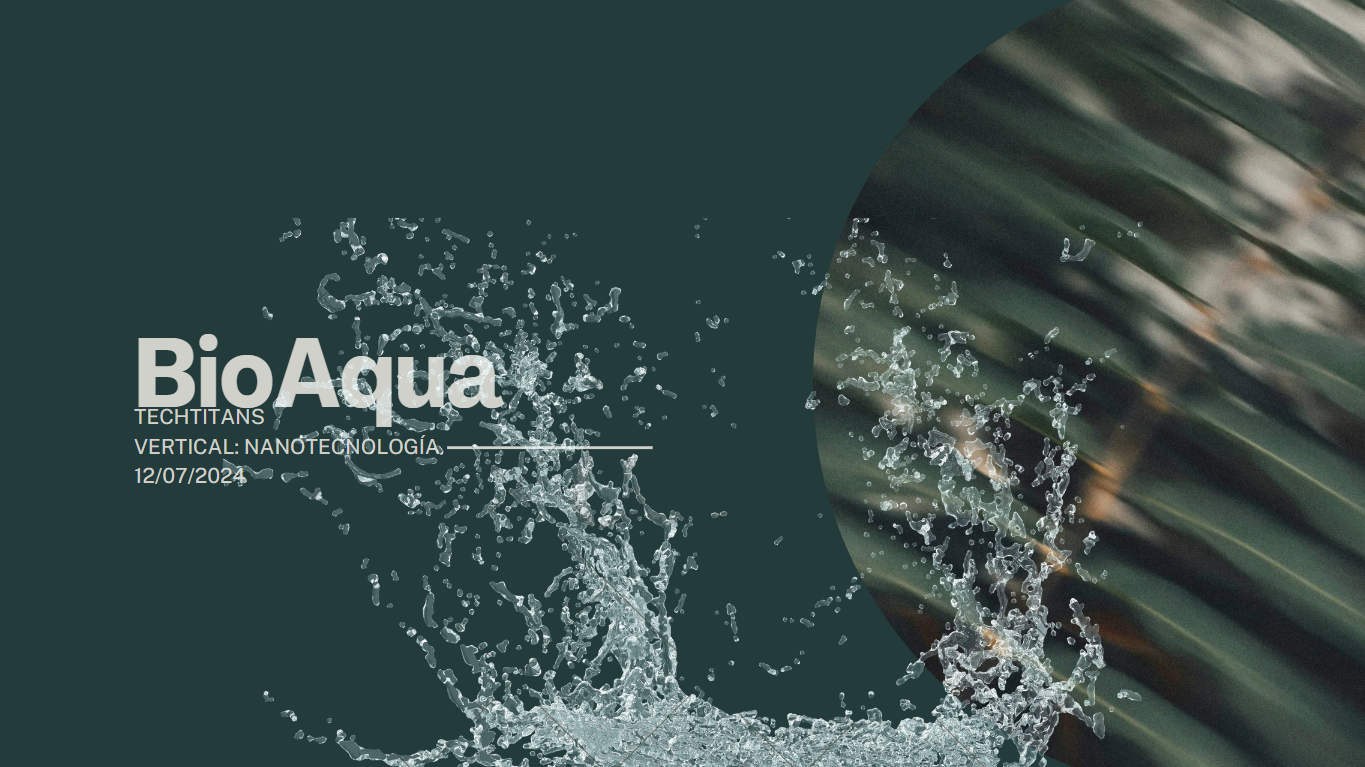 BioAqua
TECHTITANS
VERTICAL: NANOTECNOLOGÍA
12/07/2024